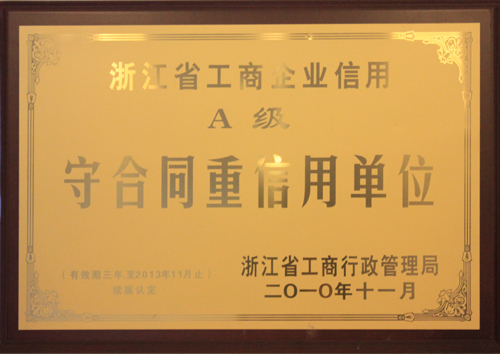 浙江省工商企业信用
A 级
守合同重信用单位
(有效期三年至2013年11月止)
浙江省工商行政管理局
二〇一〇年十一月